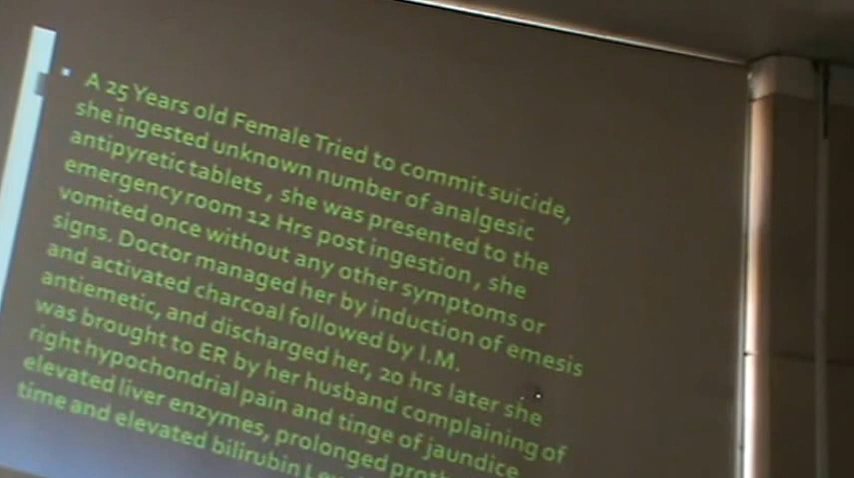 A 25 Years old Female Tried to commit suicide,
she ingested unknown number of analgesic
antipyretic tablets , she was presented to the
emergency room 12 Hrs post ingestion , she
vomited once without any other symptoms or
signs. Doctor managed her by induction of emesis
and activated charcoal followed by I.M.
antiemetic, and discharged her, 20 hrs later she
was brought to ER by her husband complaining of
right hypochondrial pain and tinge of jaundice
elevated liver enzymes, prolonged
time and elevated bilirubin